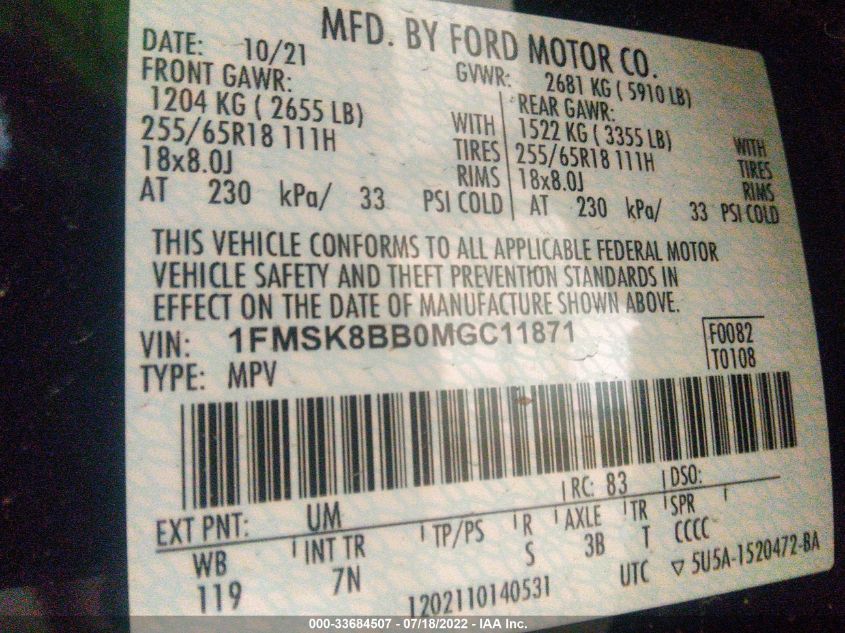 MFD. BY FORD MOTOR CO.
DATE: 10/21 GVWR: 2681 KG ( 5910 LB)
FRONT GAWR: REAR GAWR:
1204 KG ( 2655 LB) WITH 1522 KG ( 3355 LB) WITH
255/65R18 111H TIRES 255/65R18 111H TIRES
18x8.0J RIMS 18x8.0J RIMS
AT 230 kPa/ 33 PSI COLD AT 230 kPa/ 33 PSI COLD
THIS VEHICLE CONFORMS TO ALL APPLICABLE FEDERAL MOTOR
VEHICLE SAFETY AND THEFT PREVENTION STANDARDS IN
EFFECT ON THE DATE OF MANUFACTURE SHOWN ABOVE.
VIN: 1FMSK8BB0MGC11871 F0082
TYPE: MPV T0108
EXT PNT: UM RC: 83 DSO:
WB INT TR TP/PS R AXLE TR SPR
119 7N S 3B T CCCC
1202110140531 UTC ▽ 5U5A-1520472-BA
000-33684507 - 07/18/2022 - IAA Inc.